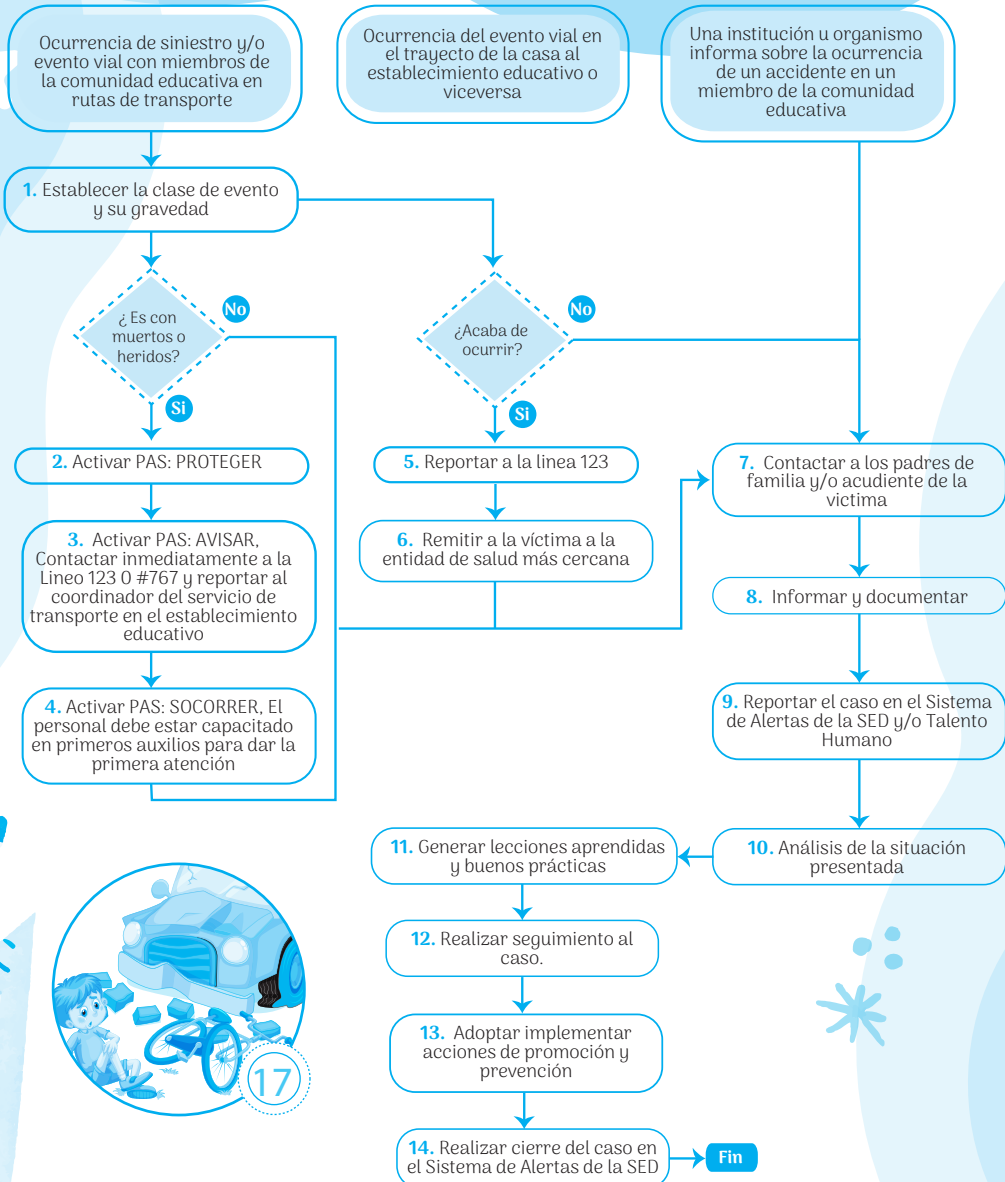 Ocurrencia de siniestro y/o
evento vial con miembros de
la comunidad educativa en
rutas de transporte
Ocurrencia del evento vial en
el trayecto de la casa al
establecimiento educativo o
viceversa
Una institución u organismo
informa sobre la ocurrencia
de un accidente en un
miembro de la comunidad
educativa
1. Establecer la clase de evento
y su gravedad
¿ Es con
muertos o
heridos?
No
Si
¿Acaba de
ocurrir?
No
Si
2. Activar PAS: PROTEGER
3. Activar PAS: AVISAR,
Contactar inmediatamente a la
Lineo 123 0 #767 y reportar al
coordinador del servicio de
transporte en el establecimiento
educativo
4. Activar PAS: SOCORRER, El
personal debe estar capacitado
en primeros auxilios para dar la
primera atención
5. Reportar a la linea 123
6. Remitir a la víctima a la
entidad de salud más cercana
7. Contactar a los padres de
familia y/o acudiente de la
victima
8. Informar y documentar
9. Reportar el caso en el Sistema
de Alertas de la SED y/o Talento
Humano
10. Análisis de la situación
presentada
11. Generar lecciones aprendidas
y buenos prácticas
12. Realizar seguimiento al
caso.
13. Adoptar implementar
acciones de promoción y
prevención
14. Realizar cierre del caso en
el Sistema de Alertas de la SED
Fin
17